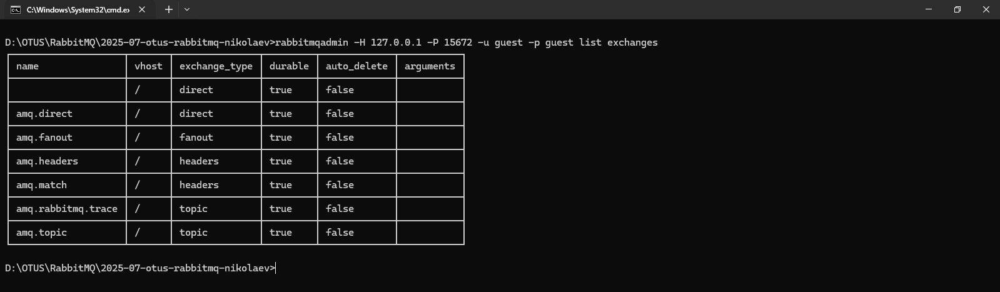 C:\Windows\System32\cmd.e
D:\OTUS\RabbitMQ\2025-07-otus-rabbitmq-nikolaev>rabbitmqadmin -H 127.0.0.1 -P 15672 -u guest -p guest list exchanges
name vhost exchange_type durable auto_delete arguments
/ direct true false
amq.direct / direct true false
amq.fanout / fanout true false
amq.headers / headers true false
amq.match / headers true false
amq.rabbitmq.trace / topic true false
amq.topic / topic true false
D:\OTUS\RabbitMQ\2025-07-otus-rabbitmq-nikolaev>